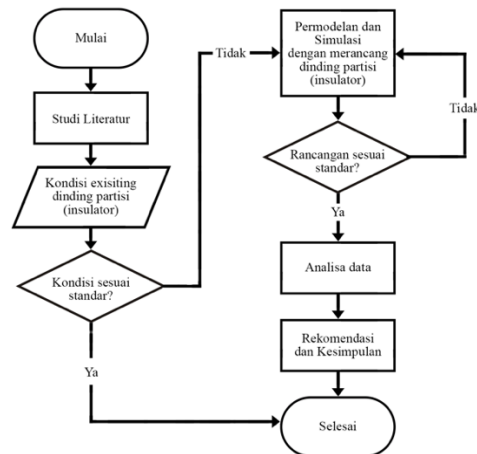 Mulai
Studi Literatur
Kondisi exisiting
dinding partisi
(insulator)
Kondisi sesuai
standar?
Ya
Tidak
Permodelan dan
Simulasi
dengan merancang
dinding partisi
(insulator)
Tidak
Rancangan sesuai
standar?
Ya
Analisa data
Rekomendasi
dan Kesimpulan
Selesai